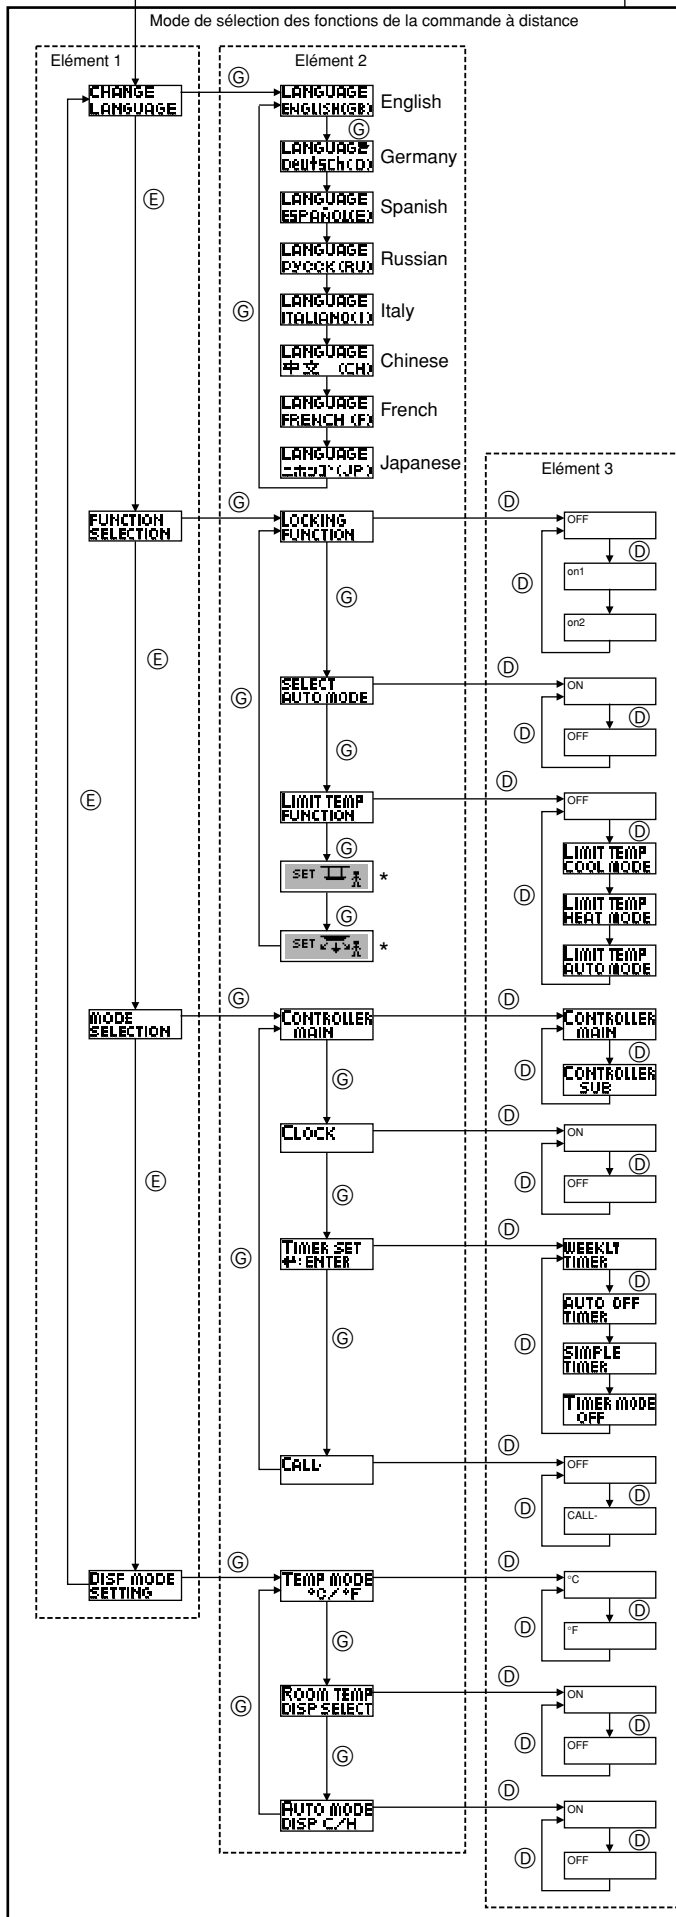 Mode de sélection des fonctions de la commande à distance
Elément 1
Elément 2
CHANGE
LANGUAGE
G
LANGUAGE
ENGLISH(GB)
English
G
LANGUAGE
Deutsch(D)
Germany
E
LANGUAGE
ESPAÑOL(E)
Spanish
LANGUAGE
РУССК(RU)
Russian
G
LANGUAGE
ITALIANO(I)
Italy
LANGUAGE
中文 (CH)
Chinese
LANGUAGE
FRENCH (F)
French
LANGUAGE
ニホンゴ(JP)
Japanese
Elément 3
FUNCTION
SELECTION
G
LOCKING
FUNCTION
D
OFF
D
D
on1
G
on2
E
SELECT
AUTO MODE
D
ON
G
D
D
OFF
G
E
LIMIT TEMP
FUNCTION
D
OFF
D
G
LIMIT TEMP
COOL MODE
SET
*
D
LIMIT TEMP
HEAT MODE
G
SET
*
LIMIT TEMP
AUTO MODE
MODE
SELECTION
G
CONTROLLER
MAIN
D
CONTROLLER
MAIN
D
D
CONTROLLER
SUB
G
CLOCK
D
ON
D
D
OFF
E
G
G
TIMER SET
↵:ENTER
D
WEEKLY
TIMER
D
AUTO OFF
TIMER
G
D
SIMPLE
TIMER
TIMER MODE
OFF
CALL.
D
OFF
D
D
CALL-
DISP MODE
SETTING
G
TEMP MODE
°C/°F
D
°C
D
D
°F
G
ROOM TEMP
DISP SELECT
D
ON
G
D
D
OFF
G
AUTO MODE
DISP C/H
D
ON
D
D
OFF